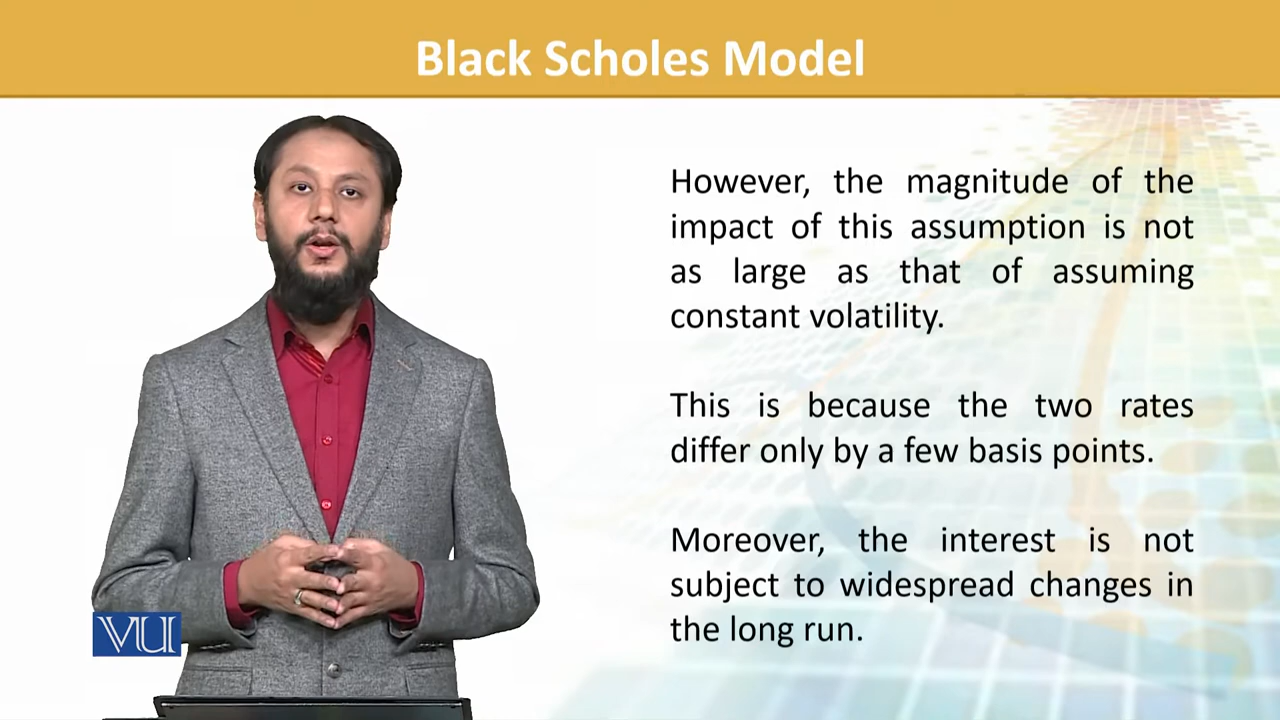 Black Scholes Model
However, the magnitude of the
impact of this assumption is not
as large as that of assuming
constant volatility.
This is because the two rates
differ only by a few basis points.
Moreover, the interest is not
subject to widespread changes in
the long run.
VU